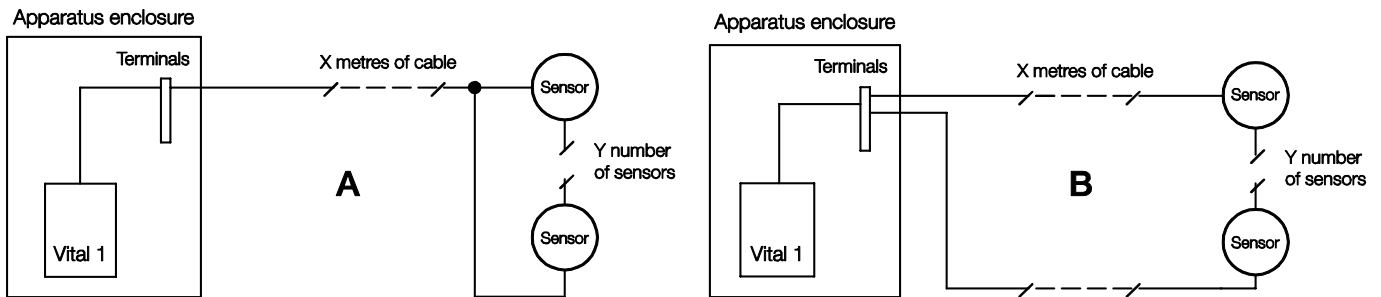 Apparatus enclosure
Terminals
X metres of cable
Sensor
Y number
of sensors
A
Vital 1
Sensor
Apparatus enclosure
Terminals
X metres of cable
Sensor
Y number
of sensors
B
Vital 1
Sensor